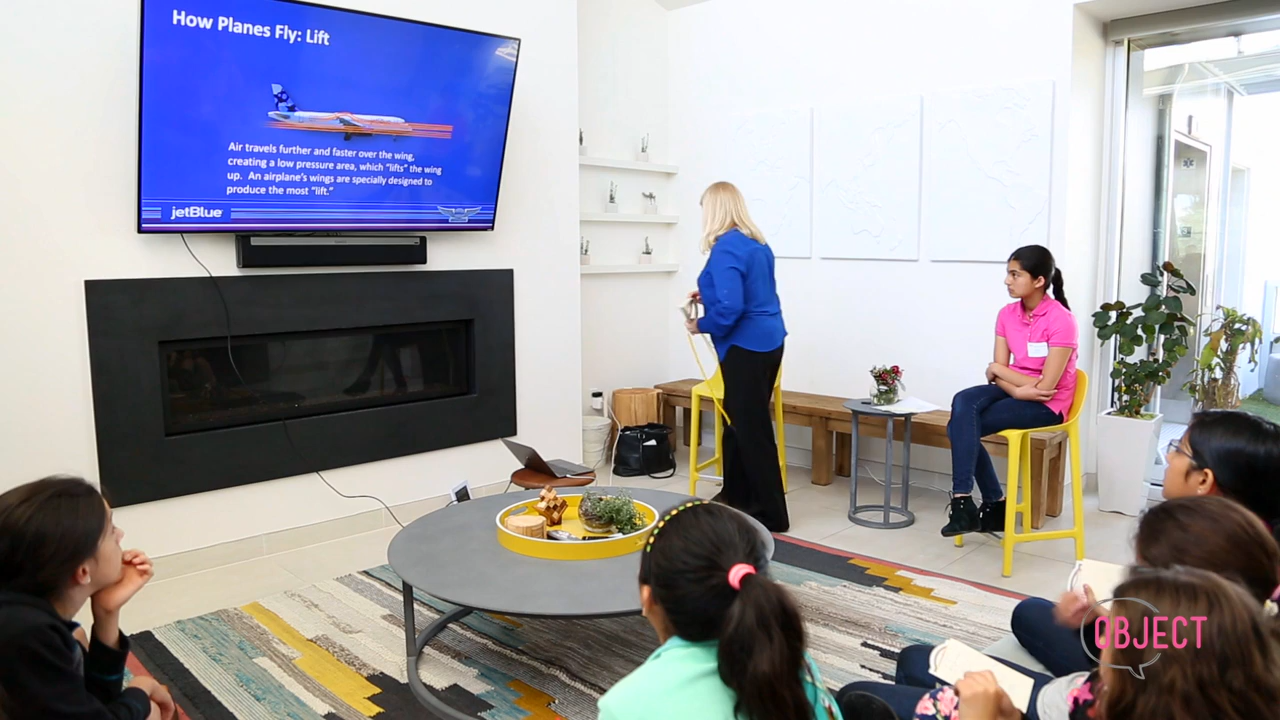 How Planes Fly: Lift
Air travels further and faster over the wing,
creating a low pressure area, which "lifts" the wing
up. An airplane's wings are specially designed to
produce the most "lift."
jetBlue
OBJECT